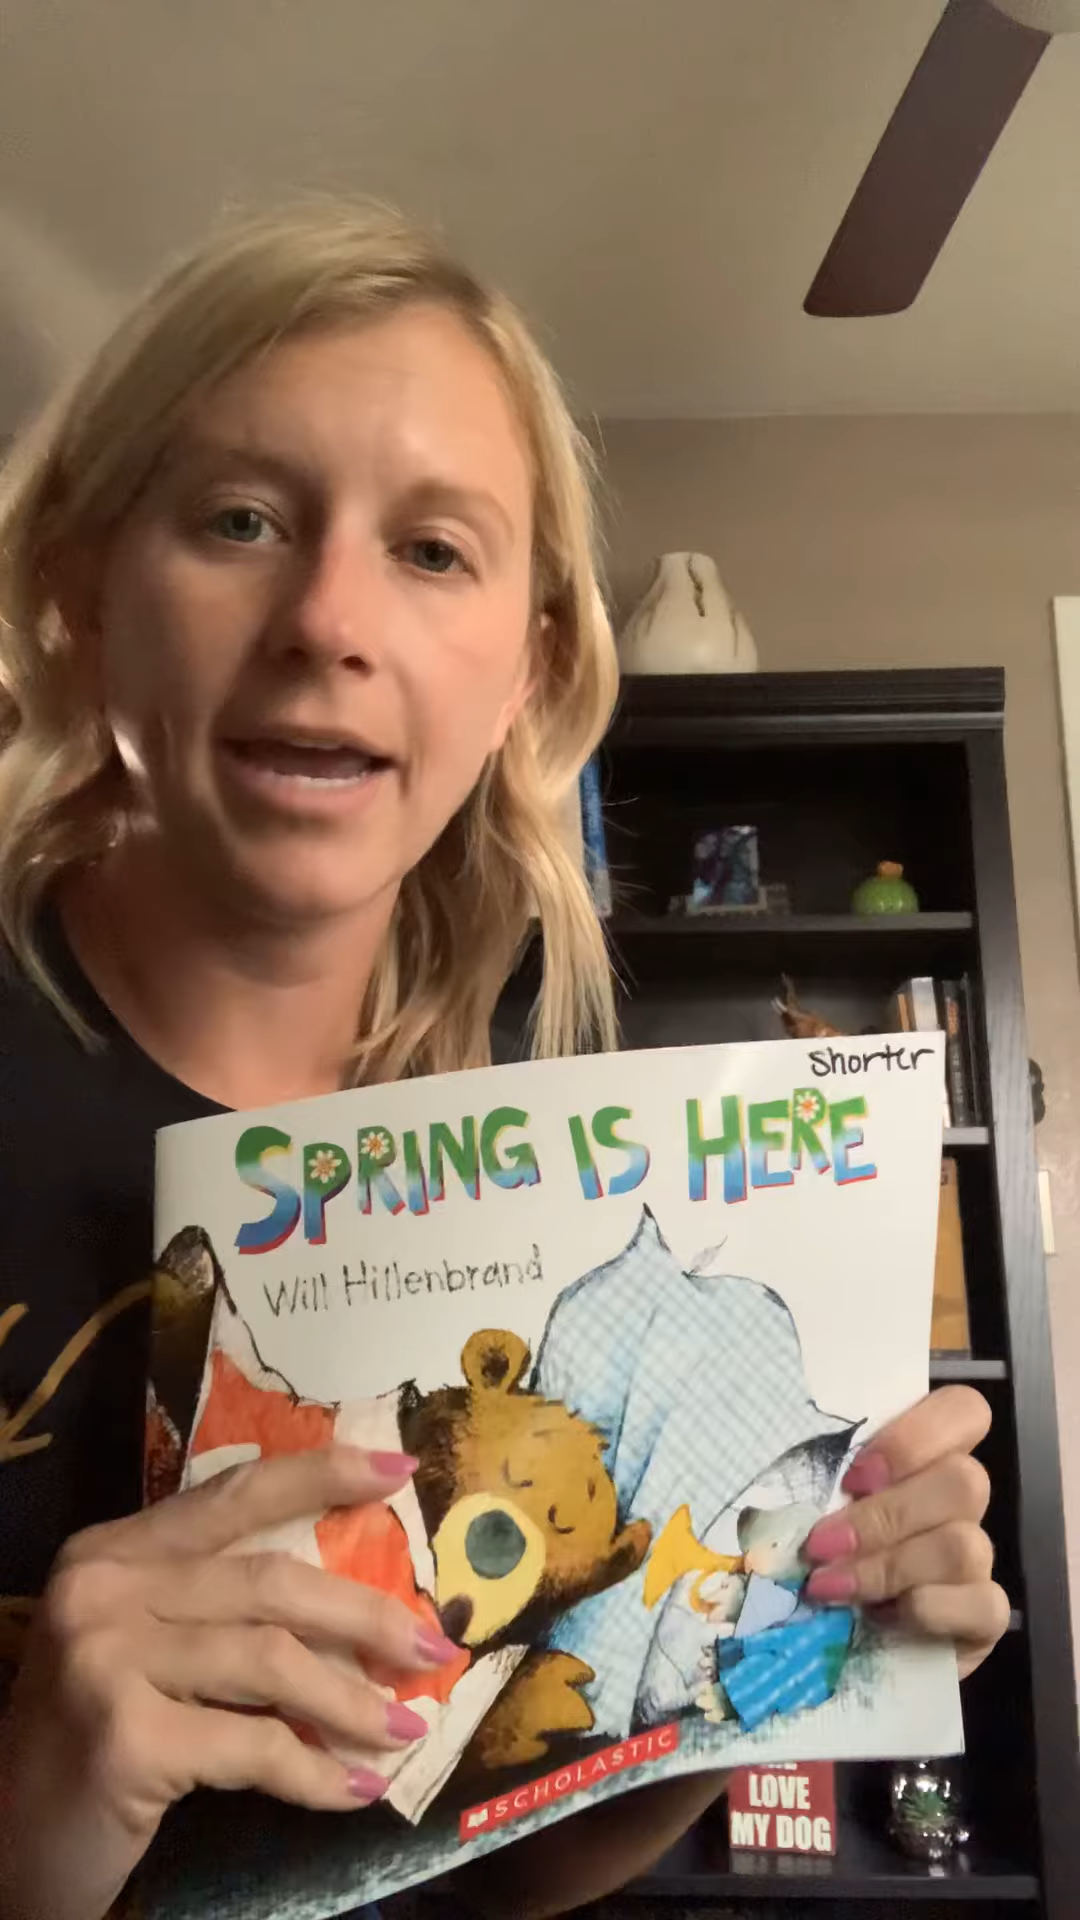 Shorter
SPRING IS HERE
Will Hillenbrand
SCHOLASTIC
LOVE
MY DOG